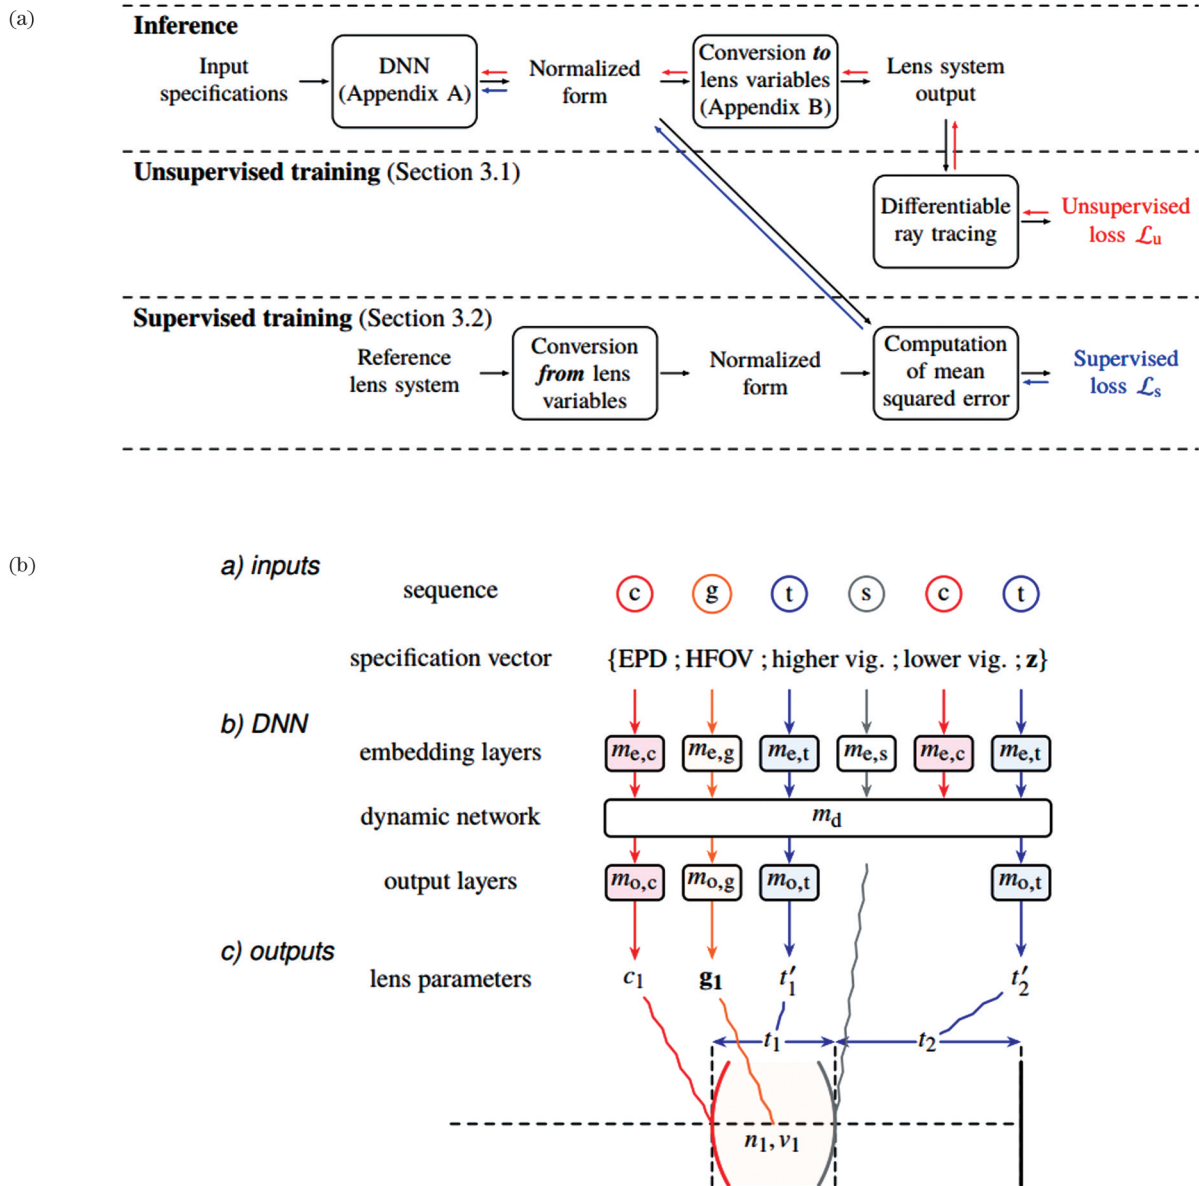 (a)
Inference
Input specifications
DNN (Appendix A)
Normalized form
Conversion to lens variables (Appendix B)
Lens system output
Unsupervised training (Section 3.1)
Differentiable ray tracing
Unsupervised loss ℒu
Supervised training (Section 3.2)
Reference lens system
Conversion from lens variables
Normalized form
Computation of mean squared error
Supervised loss ℒs
(b)
a) inputs
sequence c g t s c t
specification vector {EPD ; HFOV ; higher vig. ; lower vig. ; z}
b) DNN
embedding layers me,c me,g me,t me,s me,c me,t
dynamic network md
output layers mo,c mo,g mo,t mo,t
c) outputs
lens parameters c1 g1 t′1 t′2
t1 t2
n1, v1